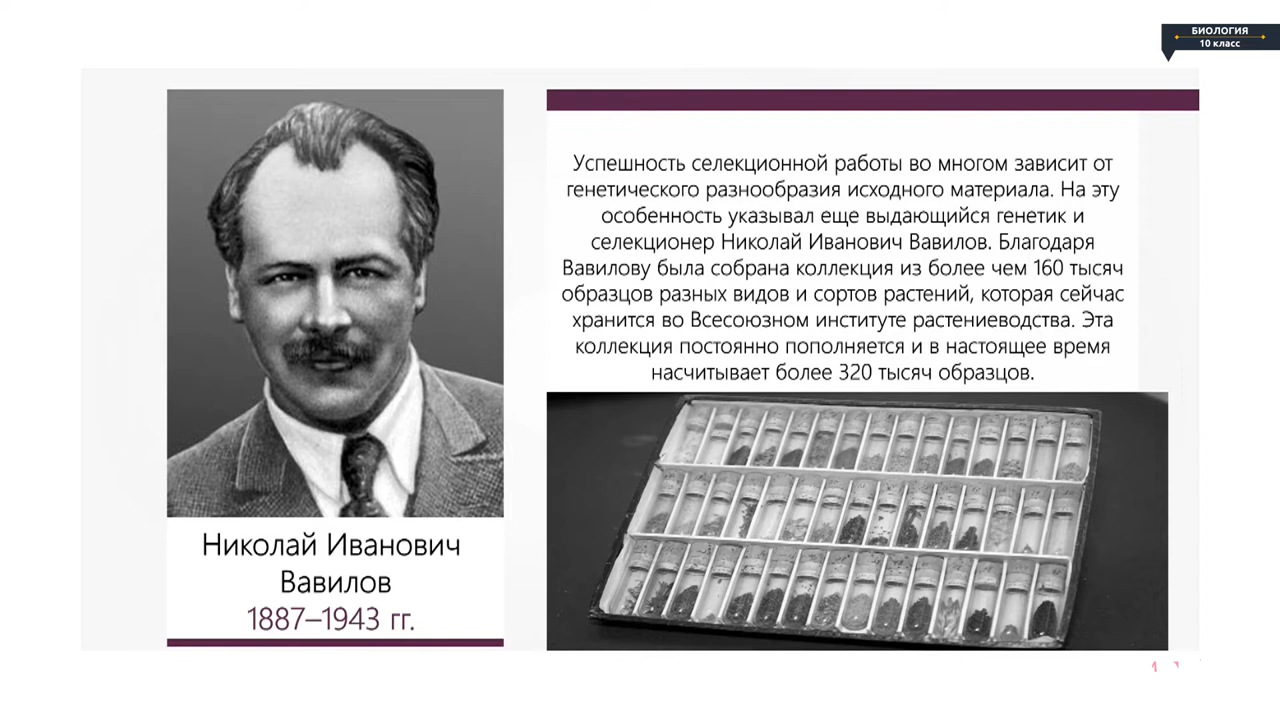 БИОЛОГИЯ
10 класс
Успешность селекционной работы во многом зависит от
генетического разнообразия исходного материала. На эту
особенность указывал еще выдающийся генетик и
селекционер Николай Иванович Вавилов. Благодаря
Вавилову была собрана коллекция из более чем 160 тысяч
образцов разных видов и сортов растений, которая сейчас
хранится во Всесоюзном институте растениеводства. Эта
коллекция постоянно пополняется и в настоящее время
насчитывает более 320 тысяч образцов.
Николай Иванович
Вавилов
1887–1943 гг.